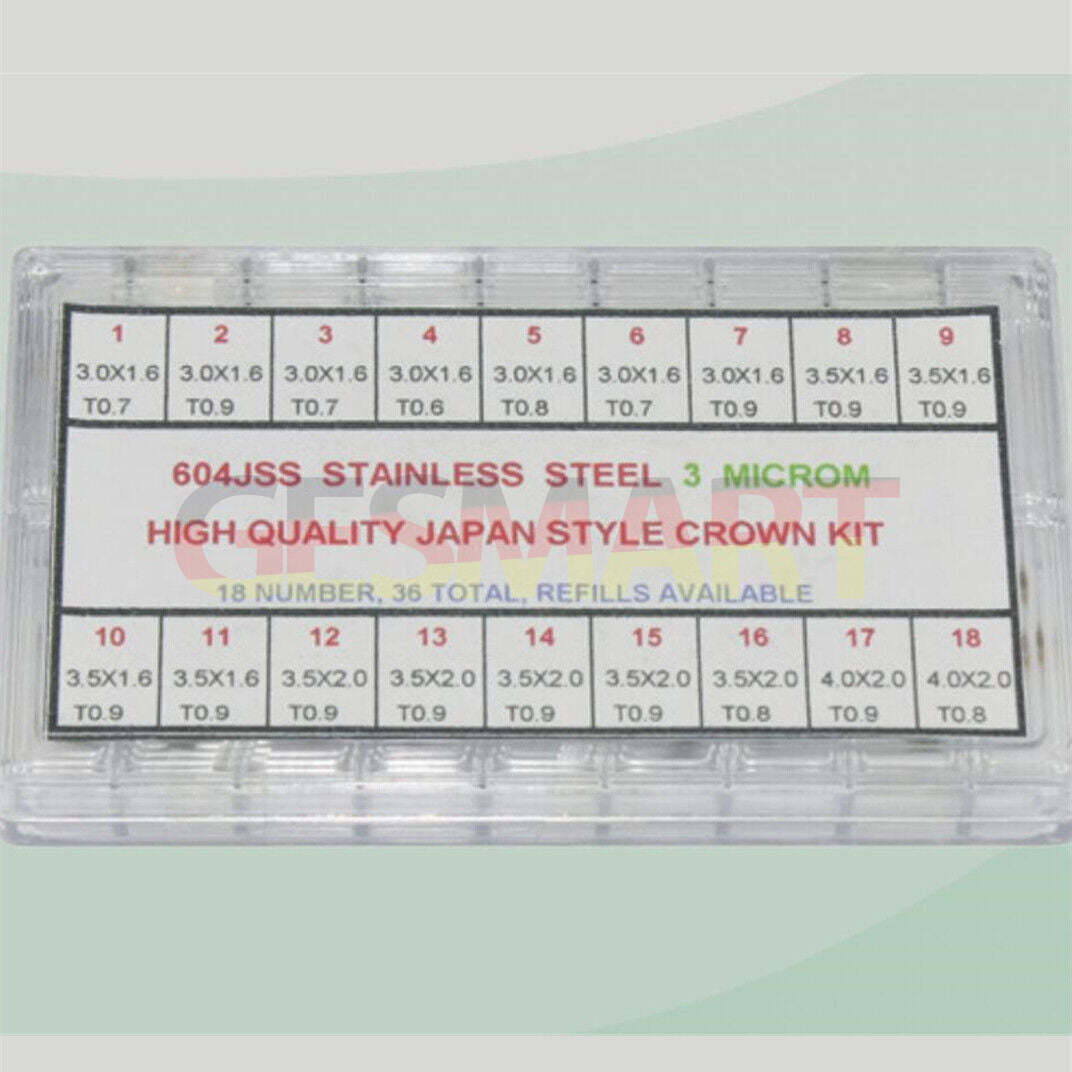 1 2 3 4 5 6 7 8 9
3.0X1.6 3.0X1.6 3.0X1.6 3.0X1.6 3.0X1.6 3.0X1.6 3.0X1.6 3.5X1.6 3.5X1.6
T0.7 T0.9 T0.7 T0.6 T0.8 T0.7 T0.9 T0.9 T0.9
604JSS STAINLESS STEEL 3 MICROM
GFSMART
HIGH QUALITY JAPAN STYLE CROWN KIT
18 NUMBER, 36 TOTAL, REFILLS AVAILABLE
10 11 12 13 14 15 16 17 18
3.5X1.6 3.5X1.6 3.5X2.0 3.5X2.0 3.5X2.0 3.5X2.0 3.5X2.0 4.0X2.0 4.0X2.0
T0.9 T0.9 T0.9 T0.9 T0.9 T0.9 T0.8 T0.9 T0.8